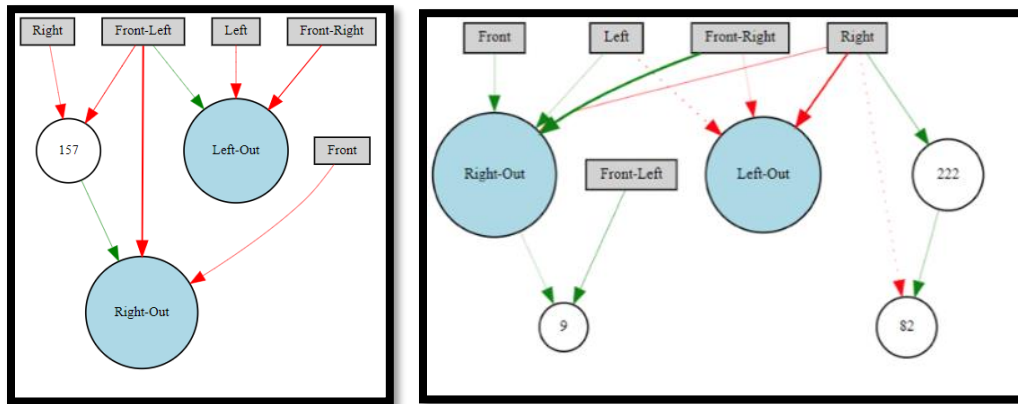 Right
Front-Left
Left
Front-Right
157
Left-Out
Front
Right-Out
Front
Left
Front-Right
Right
Right-Out
Front-Left
Left-Out
222
9
82